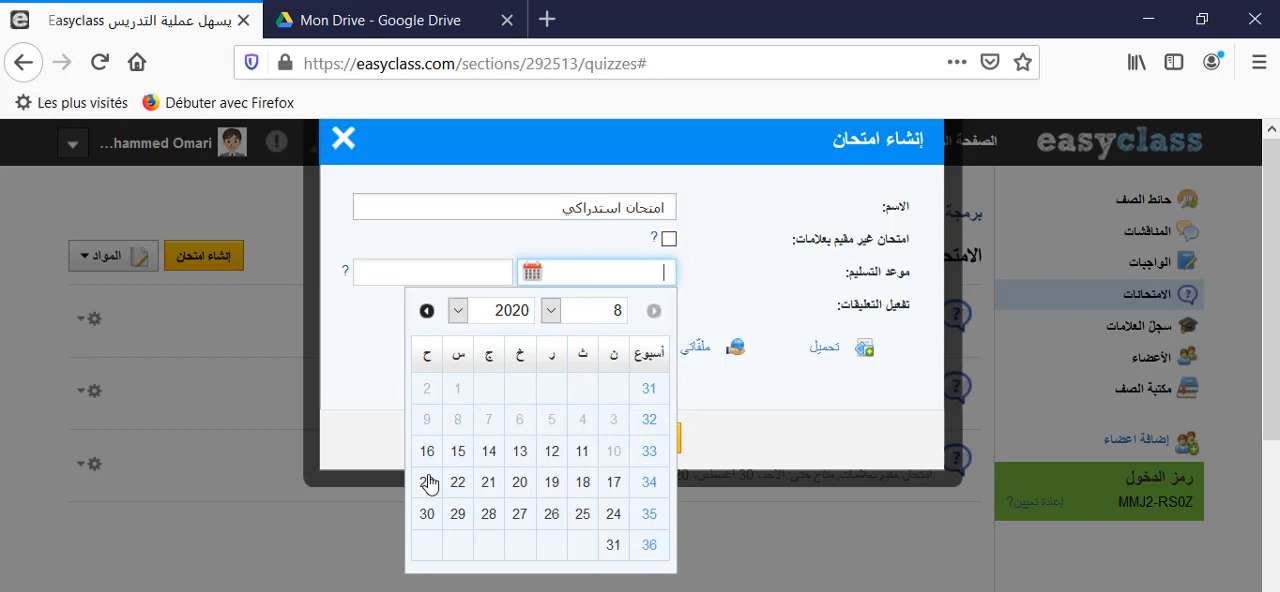 يسهل عملية التدريس Easyclass
Mon Drive - Google Drive
https://easyclass.com/sections/292513/quizzes#
Les plus visités
Débuter avec Firefox
easyclass
...hammed Omari
إنشاء امتحان
الاسم:
امتحان استدراكي
امتحان غير مقيم بعلامات:
?
موعد التسليم:
?
تفعيل التعليقات:
تحميل
ملفّاتي
8
2020
أسبوع ن ث ر خ ج س ح
31 1 2
32 3 4 5 6 7 8 9
33 10 11 12 13 14 15 16
34 17 18 19 20 21 22
35 24 25 26 27 28 29 30
36 31
إنشاء امتحان
المواد
حائط الصف
المناقشات
الواجبات
الامتحانات
سجلّ العلامات
الأعضاء
مكتبة الصف
إضافة اعضاء
رمز الدخول
MMJ2-RS0Z
إعادة تعيين?